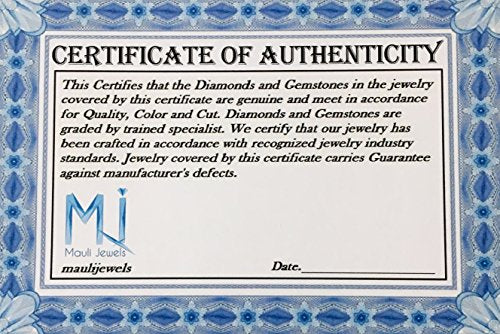 CERTIFICATE OF AUTHENTICITY
This Certifies that the Diamonds and Gemstones in the jewelry
covered by this certificate are genuine and meet in accordance
for Quality, Color and Cut. Diamonds and Gemstones are
graded by trained specialist. We certify that our jewelry has
been crafted in accordance with recognized jewelry industry
standards. Jewelry covered by this certificate carries Guarantee
against manufacturer's defects.
MJ
Mauli Jewels
maulijewels Date.____________________